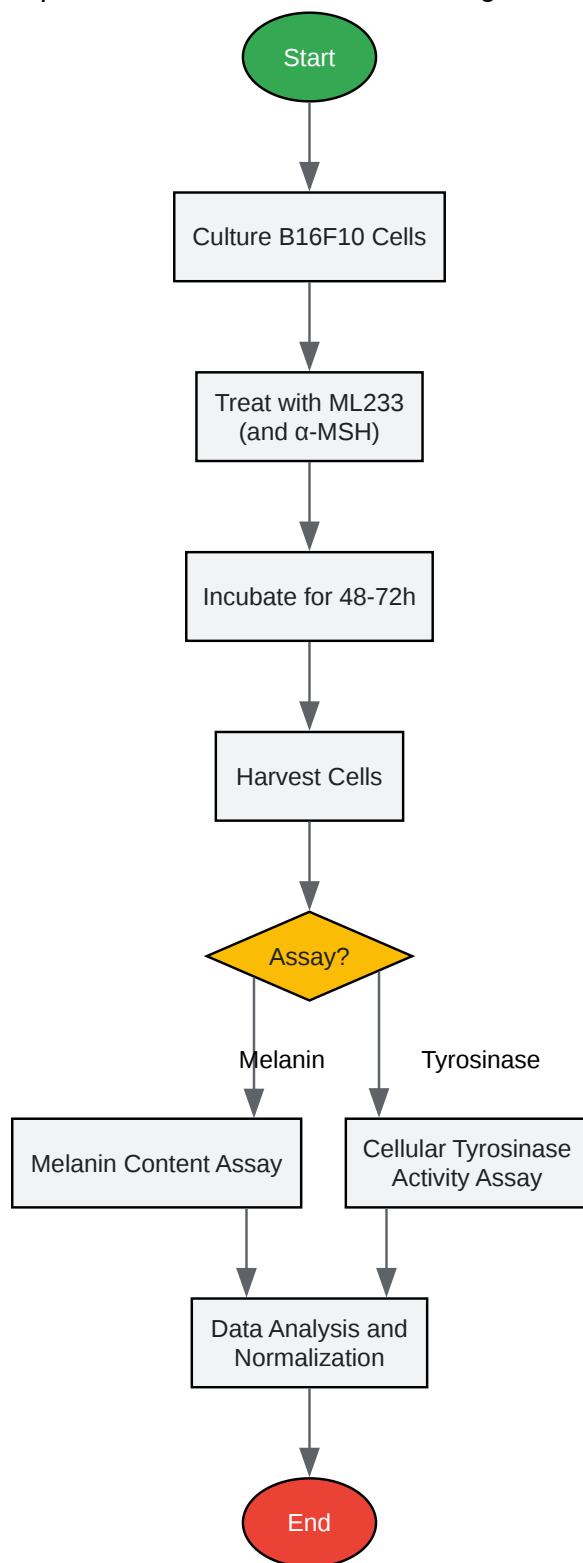 Start
Culture B16F10 Cells
Treat with ML233
(and α-MSH)
Incubate for 48-72h
Harvest Cells
Assay?
Melanin
Tyrosinase
Melanin Content Assay
Cellular Tyrosinase
Activity Assay
Data Analysis and
Normalization
End